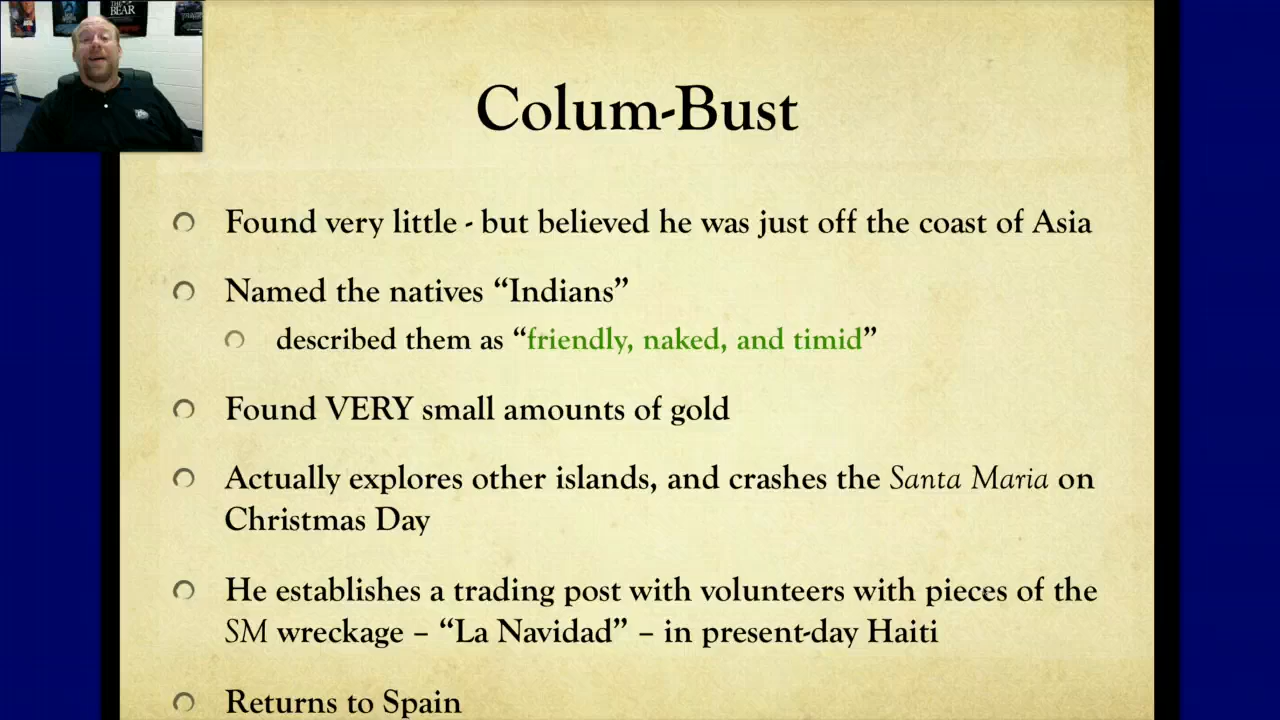 THE BEAR
Colum-Bust
Found very little - but believed he was just off the coast of Asia
Named the natives “Indians”
described them as “friendly, naked, and timid”
Found VERY small amounts of gold
Actually explores other islands, and crashes the Santa Maria on
Christmas Day
He establishes a trading post with volunteers with pieces of the
SM wreckage – “La Navidad” – in present-day Haiti
Returns to Spain